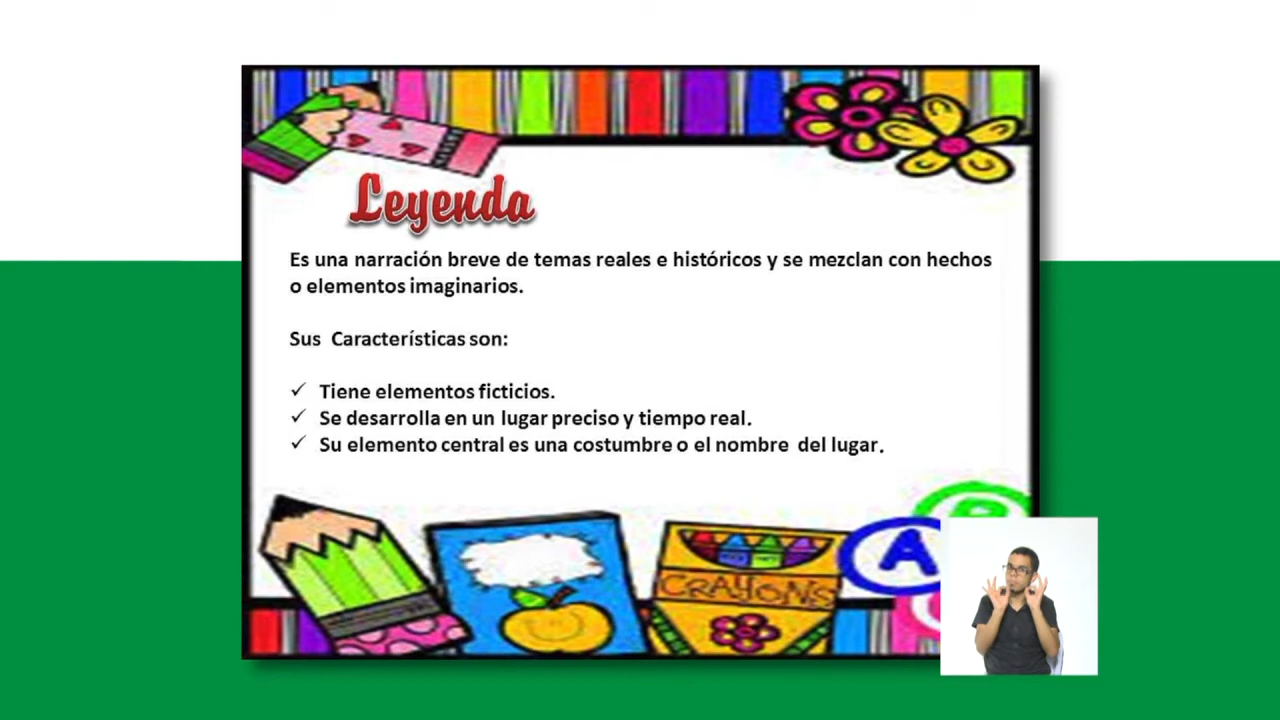 Leyenda
Es una narración breve de temas reales e históricos y se mezclan con hechos
o elementos imaginarios.
Sus Características son:
✓ Tiene elementos ficticios.
✓ Se desarrolla en un lugar preciso y tiempo real.
✓ Su elemento central es una costumbre o el nombre del lugar.
CRAYONS
A